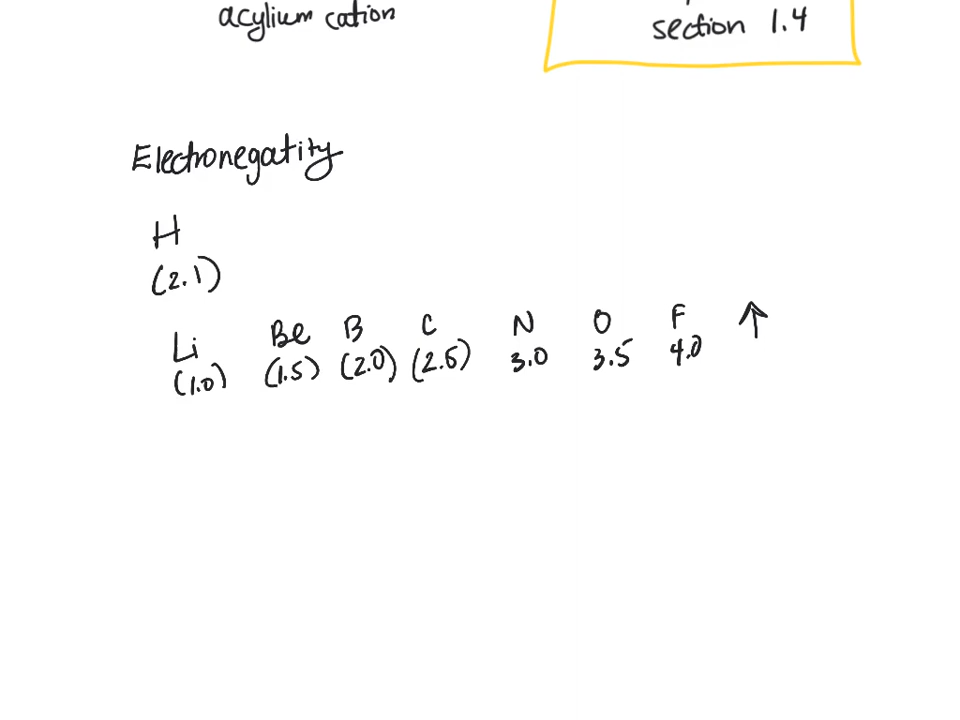 acylium cation
section 1.4
Electronegatity
H
(2.1)
Li Be B C N O F ↑
(1.0) (1.5) (2.0) (2.5) 3.0 3.5 4.0